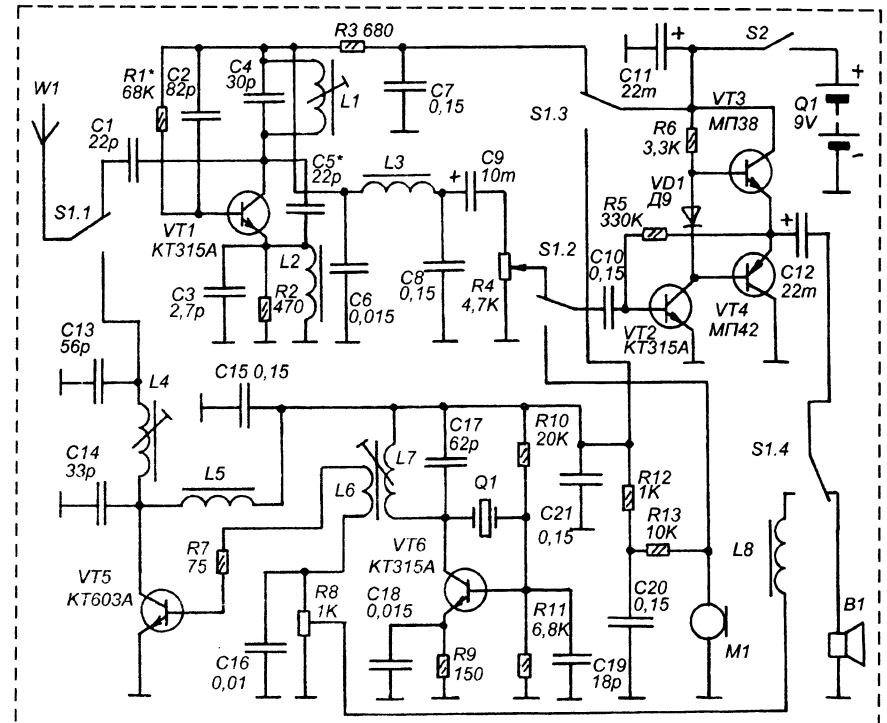 R3 680
S2
C11
22m
C4
30p
C2
82p
R1*
68K
L1
C7
0,15
S1.3
VT3
МП38
Q1
9V
W1
C1
22p
R6
3,3K
C5*
22p
L3
C9
10m
VD1
Д9
R5
330K
S1.1
VT1
КТ315А
S1.2
C10
0,15
C12
22m
L2
C3
2,7p
R2
470
C6
0,015
C8
0,15
R4
4,7K
VT2
КТ315А
VT4
МП42
C13
56p
L4
C15 0,15
C14
33p
L5
L6
L7
C17
62p
Q1
R10
20K
S1.4
R12
1K
C21
0,15
R13
10K
L8
R7
75
VT6
КТ315А
VT5
КТ603А
R8
1K
C18
0,015
R11
6,8K
C20
0,15
B1
M1
C16
0,01
R9
150
C19
18p